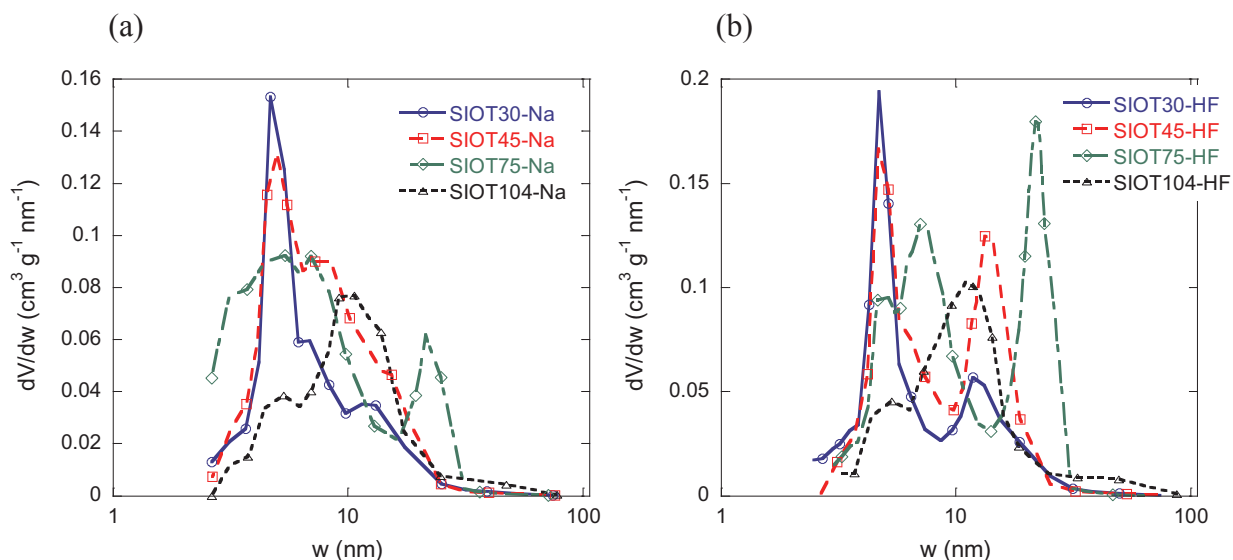 (a)
0.16
0.14
0.12
0.1
0.08
0.06
0.04
0.02
0
dV/dw (cm³ g⁻¹ nm⁻¹)
SIOT30-Na
SIOT45-Na
SIOT75-Na
SIOT104-Na
1 10 100
w (nm)
(b)
0.2
0.15
0.1
0.05
0
dV/dw (cm³ g⁻¹ nm⁻¹)
SIOT30-HF
SIOT45-HF
SIOT75-HF
SIOT104-HF
1 10 100
w (nm)